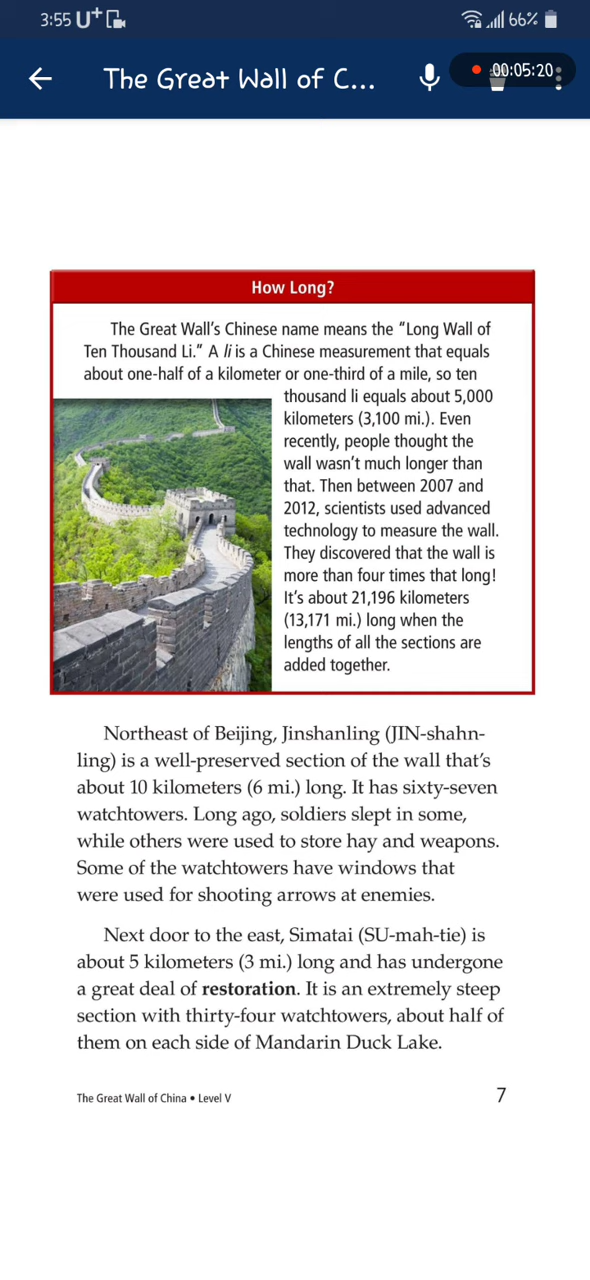 3:55 U+ 66%
The Great Wall of C... 00:05:20
How Long?
The Great Wall's Chinese name means the "Long Wall of
Ten Thousand Li." A li is a Chinese measurement that equals
about one-half of a kilometer or one-third of a mile, so ten
thousand li equals about 5,000
kilometers (3,100 mi.). Even
recently, people thought the
wall wasn't much longer than
that. Then between 2007 and
2012, scientists used advanced
technology to measure the wall.
They discovered that the wall is
more than four times that long!
It's about 21,196 kilometers
(13,171 mi.) long when the
lengths of all the sections are
added together.
Northeast of Beijing, Jinshanling (JIN-shahn-
ling) is a well-preserved section of the wall that's
about 10 kilometers (6 mi.) long. It has sixty-seven
watchtowers. Long ago, soldiers slept in some,
while others were used to store hay and weapons.
Some of the watchtowers have windows that
were used for shooting arrows at enemies.
Next door to the east, Simatai (SU-mah-tie) is
about 5 kilometers (3 mi.) long and has undergone
a great deal of restoration. It is an extremely steep
section with thirty-four watchtowers, about half of
them on each side of Mandarin Duck Lake.
The Great Wall of China • Level V 7